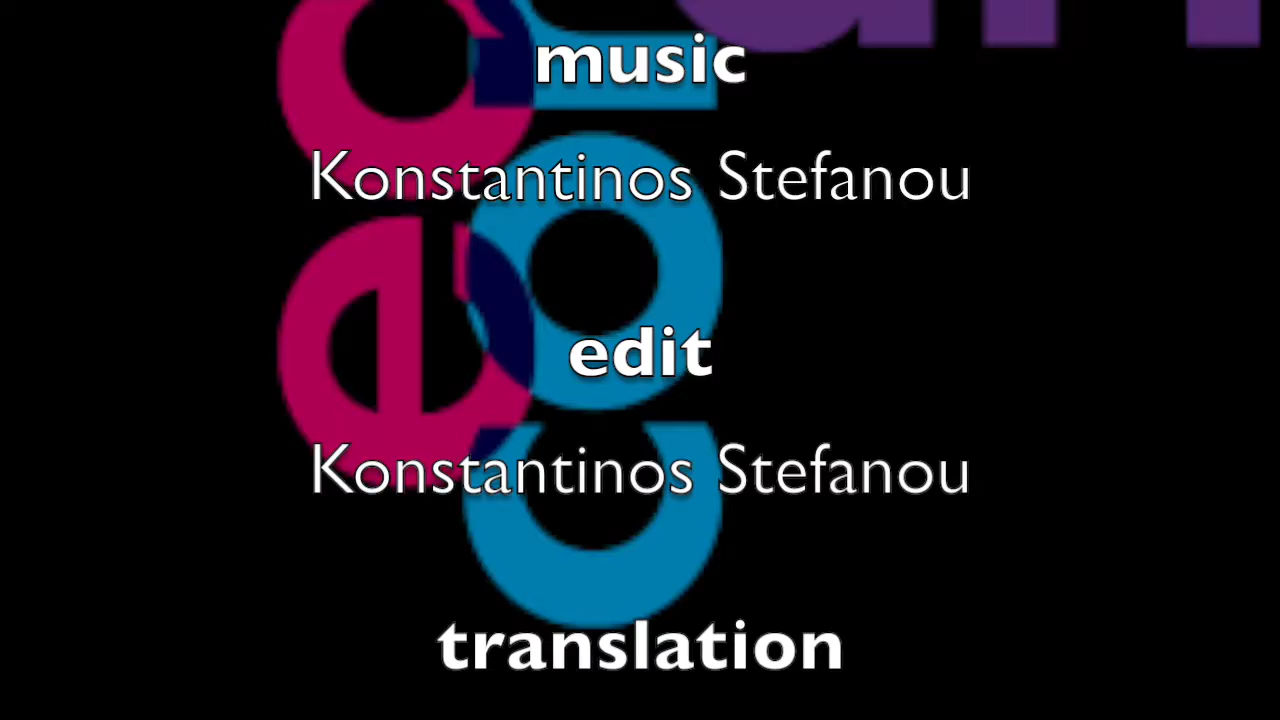 music
Konstantinos Stefanou
edit
Konstantinos Stefanou
translation